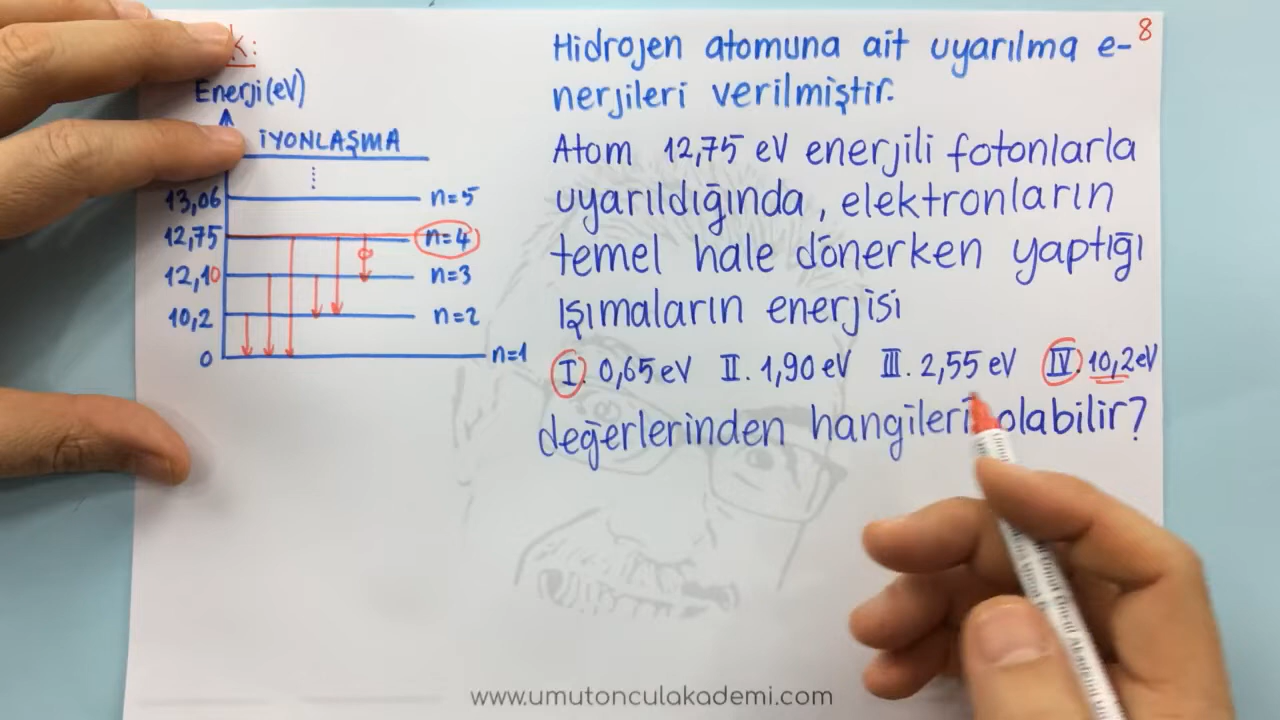 k:
Enerji(eV)
İYONLAŞMA
13,06 n=5
12,75 n=4
12,10 n=3
10,2 n=2
0 n=1
8
Hidrojen atomuna ait uyarılma e-
nerjileri verilmiştir.
Atom 12,75 eV enerjili fotonlarla
uyarıldığında, elektronların
temel hale dönerken yaptığı
ışımaların enerjisi
I. 0,65 eV II. 1,90 eV III. 2,55 eV IV. 10,2 eV
değerlerinden hangileri olabilir?
www.umutonculakademi.com